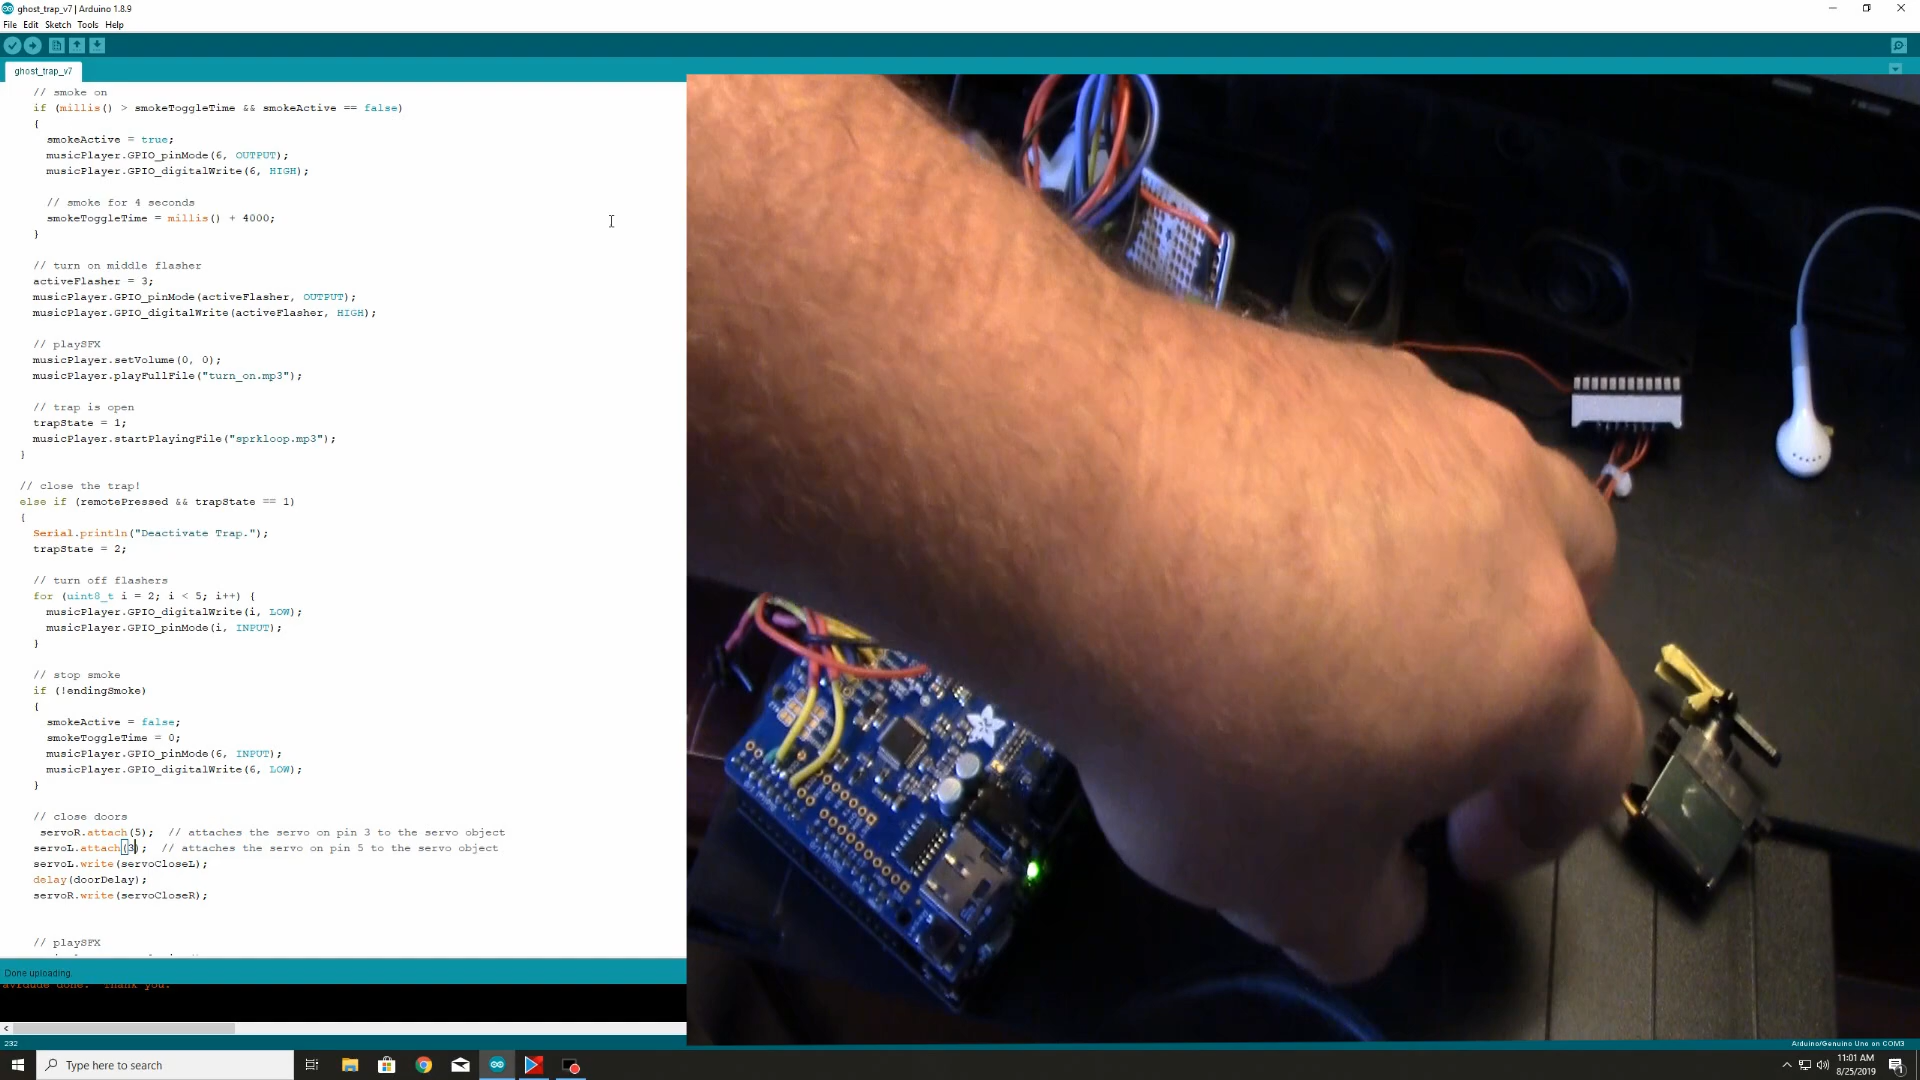 ghost_trap_v7 | Arduino 1.8.9
File Edit Sketch Tools Help
ghost_trap_v7
// smoke on
if (millis() > smokeToggleTime && smokeActive == false)
{
smokeActive = true;
musicPlayer.GPIO_pinMode(6, OUTPUT);
musicPlayer.GPIO_digitalWrite(6, HIGH);
// smoke for 4 seconds
smokeToggleTime = millis() + 4000;
}
// turn on middle flasher
activeFlasher = 3;
musicPlayer.GPIO_pinMode(activeFlasher, OUTPUT);
musicPlayer.GPIO_digitalWrite(activeFlasher, HIGH);
// playSFX
musicPlayer.setVolume(0, 0);
musicPlayer.playFullFile("turn_on.mp3");
// trap is open
trapState = 1;
musicPlayer.startPlayingFile("sprkloop.mp3");
}
// close the trap!
else if (remotePressed && trapState == 1)
{
Serial.println("Deactivate Trap.");
trapState = 2;
// turn off flashers
for (uint8_t i = 2; i < 5; i++) {
musicPlayer.GPIO_digitalWrite(i, LOW);
musicPlayer.GPIO_pinMode(i, INPUT);
}
// stop smoke
if (!endingSmoke)
{
smokeActive = false;
smokeToggleTime = 0;
musicPlayer.GPIO_pinMode(6, INPUT);
musicPlayer.GPIO_digitalWrite(6, LOW);
}
// close doors
servoR.attach(5); // attaches the servo on pin 3 to the servo object
servoL.attach(3); // attaches the servo on pin 5 to the servo object
servoL.write(servoCloseL);
delay(doorDelay);
servoR.write(servoCloseR);
// playSFX
Done uploading.
avrdude done. Thank you.
232
Arduino/Genuino Uno on COM3
Type here to search
11:01 AM
8/25/2019